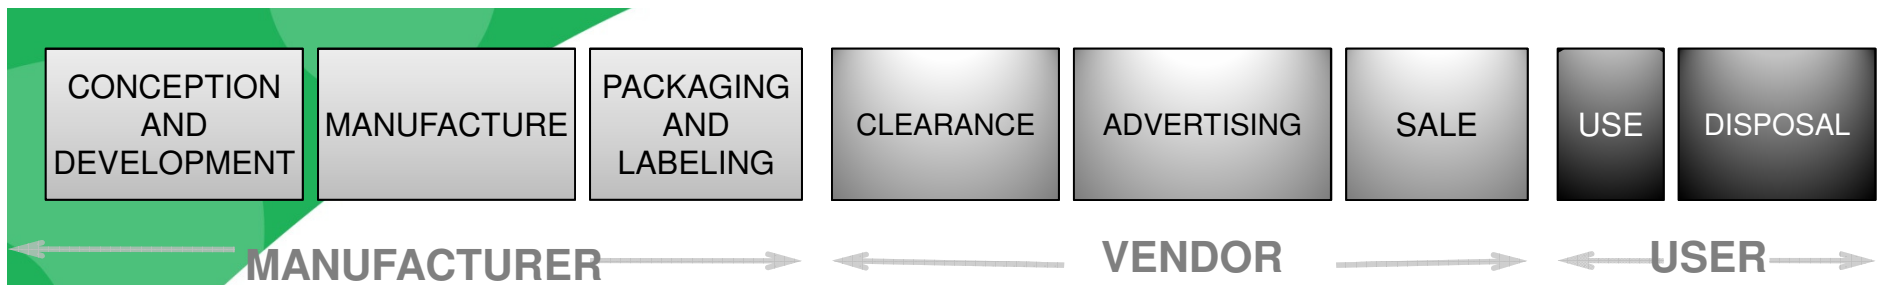 CONCEPTION
AND
DEVELOPMENT
MANUFACTURE
PACKAGING
AND
LABELING
CLEARANCE
ADVERTISING
SALE
USE
DISPOSAL
MANUFACTURER
VENDOR
USER